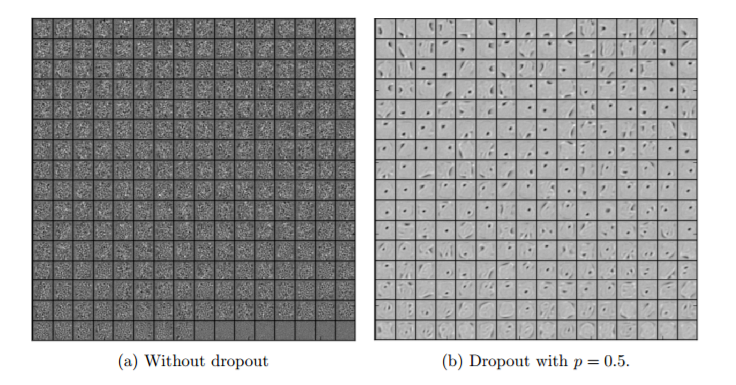 (a) Without dropout
(b) Dropout with p = 0.5.